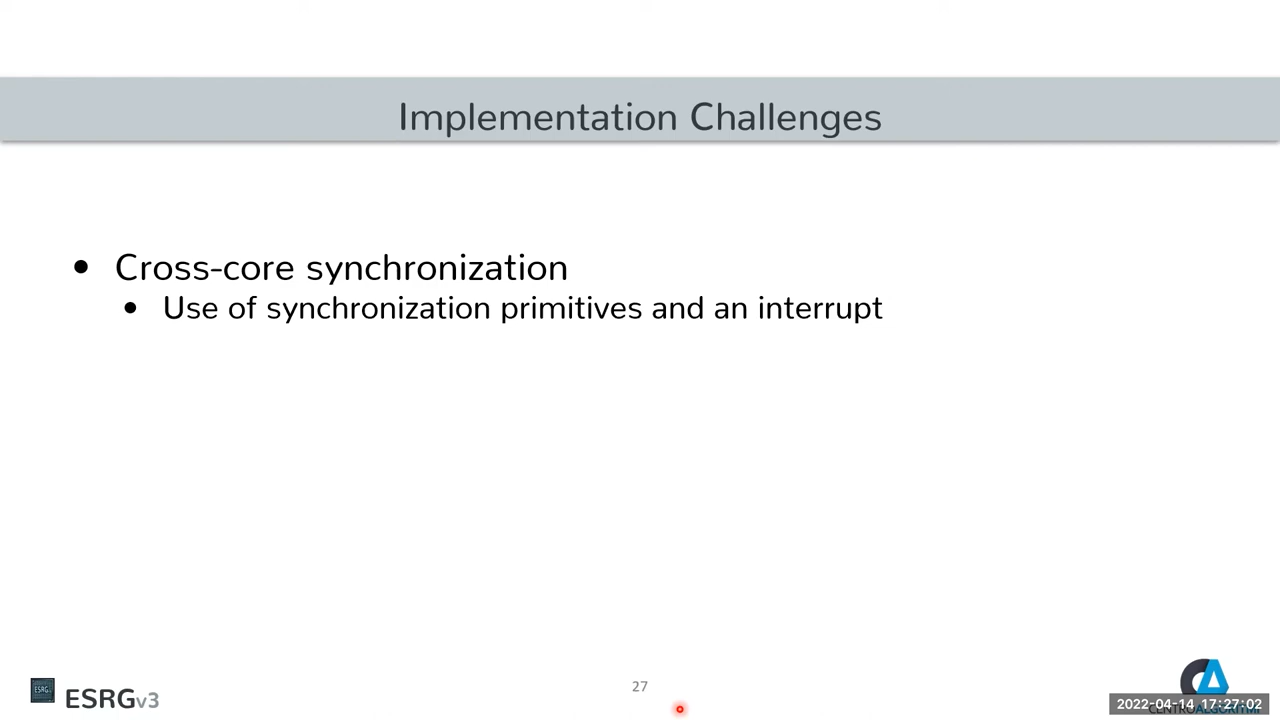 Implementation Challenges
• Cross-core synchronization
• Use of synchronization primitives and an interrupt
ESRG
ESRGv3
27
2022-04-14 17:27:02